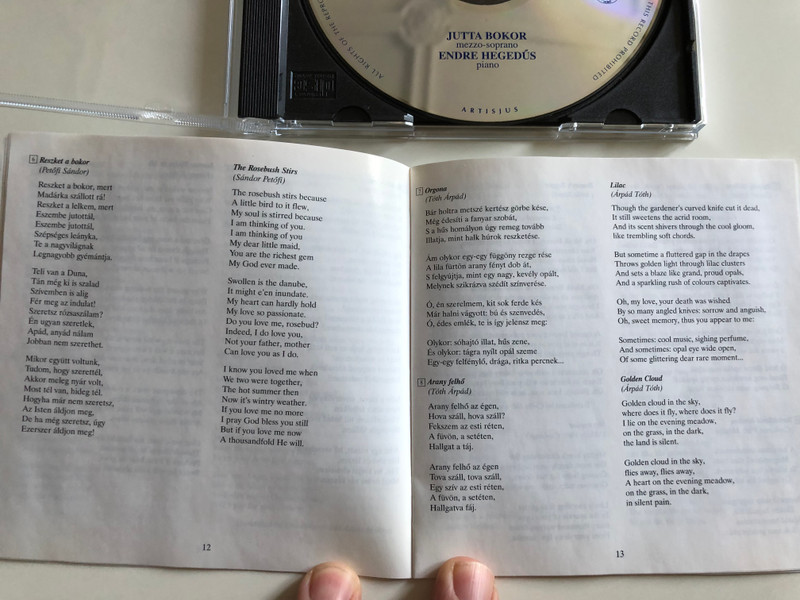 JUTTA BOKOR
mezzo-soprano
ENDRE HEGEDŰS
piano
ARTISJUS
ALL RIGHTS OF THE
THIS RECORD PROHIBITED
6 Reszket a bokor
(Petőfi Sándor)
Reszket a bokor, mert
Madárka szállott rá!
Reszket a lelkem, mert
Eszembe jutottál,
Eszembe jutottál,
Szépséges leányka,
Te a nagyvilágnak
Legnagyobb gyémántja.
Teli van a Duna,
Tán még ki is szalad
Szívemben is alig
Fér meg az indulat!
Szeretsz rózsaszálam?
Én ugyan szeretlek,
Apád, anyád nálam
Jobban nem szerethet.
Mikor együtt voltunk,
Tudom, hogy szerettél,
Akkor meleg nyár volt,
Most tél van, hideg tél.
Hogyha már nem szeretsz,
Az Isten áldjon meg,
De ha még szeretsz, úgy
Ezerszer áldjon meg!
The Rosebush Stirs
(Sándor Petőfi)
The rosebush stirs because
A little bird to it flew,
My soul is stirred because
I am thinking of you.
I am thinking of you
My dear little maid,
You are the richest gem
My God ever made.
Swollen is the danube,
It might e'en inundate.
My heart can hardly hold
My love so passionate.
Do you love me, rosebud?
Indeed, I do love you,
Not your father, mother
Can love you as I do.
I know you loved me when
We two were together,
The hot summer then
Now it's wintry weather.
If you love me no more
I pray God bless you still
But if you love me now
A thousandfold He will.
12
7 Orgona
(Tóth Árpád)
Bár holtra metszé kertész görbe kése,
Még édesíti a fanyar szobát,
S a hűs homályon úgy remeg tovább
Illatja, mint halk húrok reszketése.
Ám olykor egy-egy függöny rezge rése
A lila fürtön arany fényt dob át,
S felgyújtja, mint egy nagy, kevély opált,
Melynek szikrázva szédít színverése.
Ó, én szerelmem, kit sok ferde kés
Már halni vágyott: bú és szenvedés,
Ó, édes emlék, te is így jelensz meg:
Olykor: sóhajtó illat, hűs zene,
És olykor: tágra nyílt opál szeme
Egy-egy felfénylő, drága, ritka percnek...
8 Arany felhő
(Tóth Árpád)
Arany felhő az égen,
Hova száll, hova száll?
Fekszem az esti réten,
A füvön, a setéten,
Hallgat a táj.
Arany felhő az égen
Tova száll, tova száll,
Egy szív az esti réten,
A füvön, a setéten,
Hallgatva fáj.
Lilac
(Árpád Tóth)
Though the gardener's curved knife cut it dead,
It still sweetens the acrid room,
And its scent shivers through the cool gloom,
like trembling soft chords.
But sometime a fluttered gap in the drapes
Throws golden light through lilac clusters
And sets a blaze like grand, proud opals,
And a sparkling rush of colours captivates.
Oh, my love, your death was wished
By so many angled knives: sorrow and anguish,
Oh, sweet memory, thus you appear to me:
Sometimes: cool music, sighing perfume,
And sometimes: opal eye wide open,
Of some glittering dear rare moment...
Golden Cloud
(Árpád Tóth)
Golden cloud in the sky,
where does it fly, where does it fly?
I lie on the evening meadow,
on the grass, in the dark,
the land is silent.
Golden cloud in the sky,
flies away, flies away,
A heart on the evening meadow,
on the grass, in the dark,
in silent pain.
13